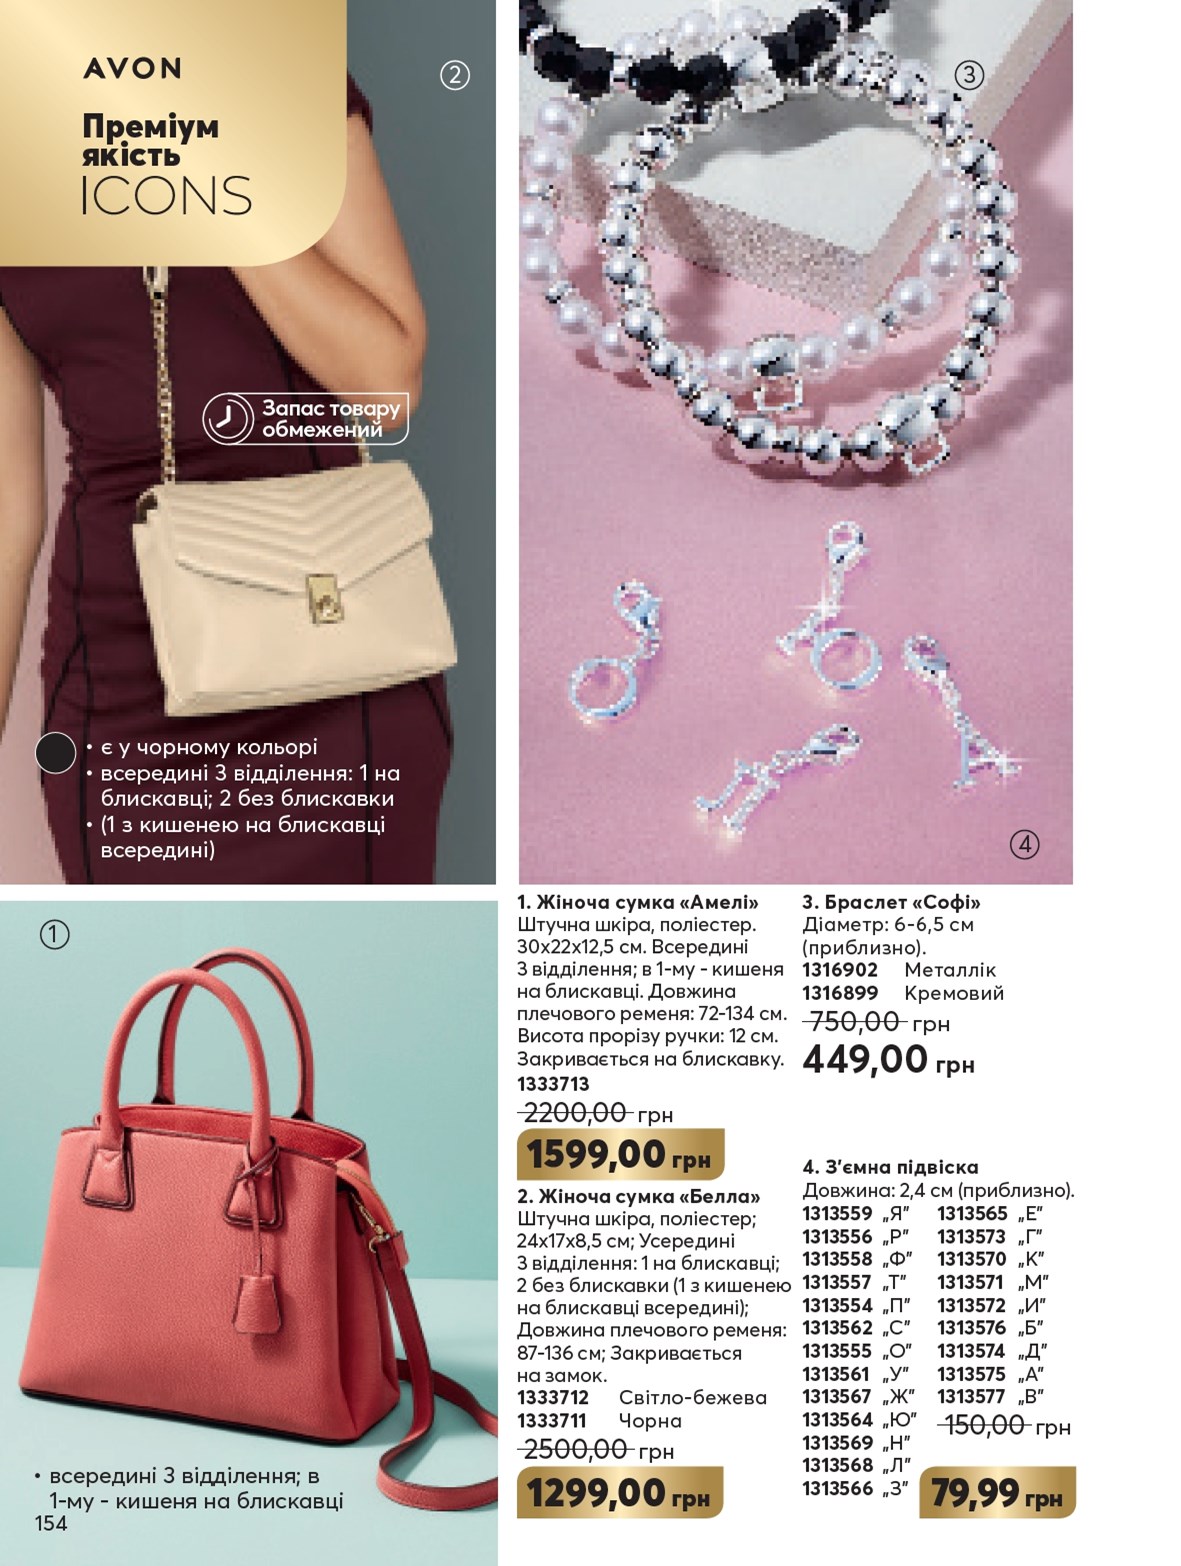 AVON
Преміум
якість
ICONS
2
Запас товару
обмежений
• є у чорному кольорі
• всередині 3 відділення: 1 на
блискавці; 2 без блискавки
• (1 з кишенею на блискавці
всередині)
3
4
1
• всередині 3 відділення; в
1-му - кишеня на блискавці
154
1. Жіноча сумка «Амелі»
Штучна шкіра, поліестер.
30x22x12,5 см. Всередині
3 відділення; в 1-му - кишеня
на блискавці. Довжина
плечового ременя: 72-134 см.
Висота прорізу ручки: 12 см.
Закривається на блискавку.
1333713
2200,00 грн
1599,00 грн
2. Жіноча сумка «Белла»
Штучна шкіра, поліестер;
24x17x8,5 см; Усередині
3 відділення: 1 на блискавці;
2 без блискавки (1 з кишенею
на блискавці всередині);
Довжина плечового ременя:
87-136 см; Закривається
на замок.
1333712 Світло-бежева
1333711 Чорна
2500,00 грн
1299,00 грн
3. Браслет «Софі»
Діаметр: 6-6,5 см
(приблизно).
1316902 Металлік
1316899 Кремовий
750,00 грн
449,00 грн
4. З’ємна підвіска
Довжина: 2,4 см (приблизно).
1313559 „Я” 1313565 „Е”
1313556 „Р” 1313573 „Г”
1313558 „Ф” 1313570 „К”
1313557 „Т” 1313571 „М”
1313554 „П” 1313572 „И”
1313562 „С” 1313576 „Б”
1313555 „О” 1313574 „Д”
1313561 „У” 1313575 „А”
1313567 „Ж” 1313577 „В”
1313564 „Ю” 150,00 грн
1313569 „Н”
1313568 „Л”
1313566 „З” 79,99 грн